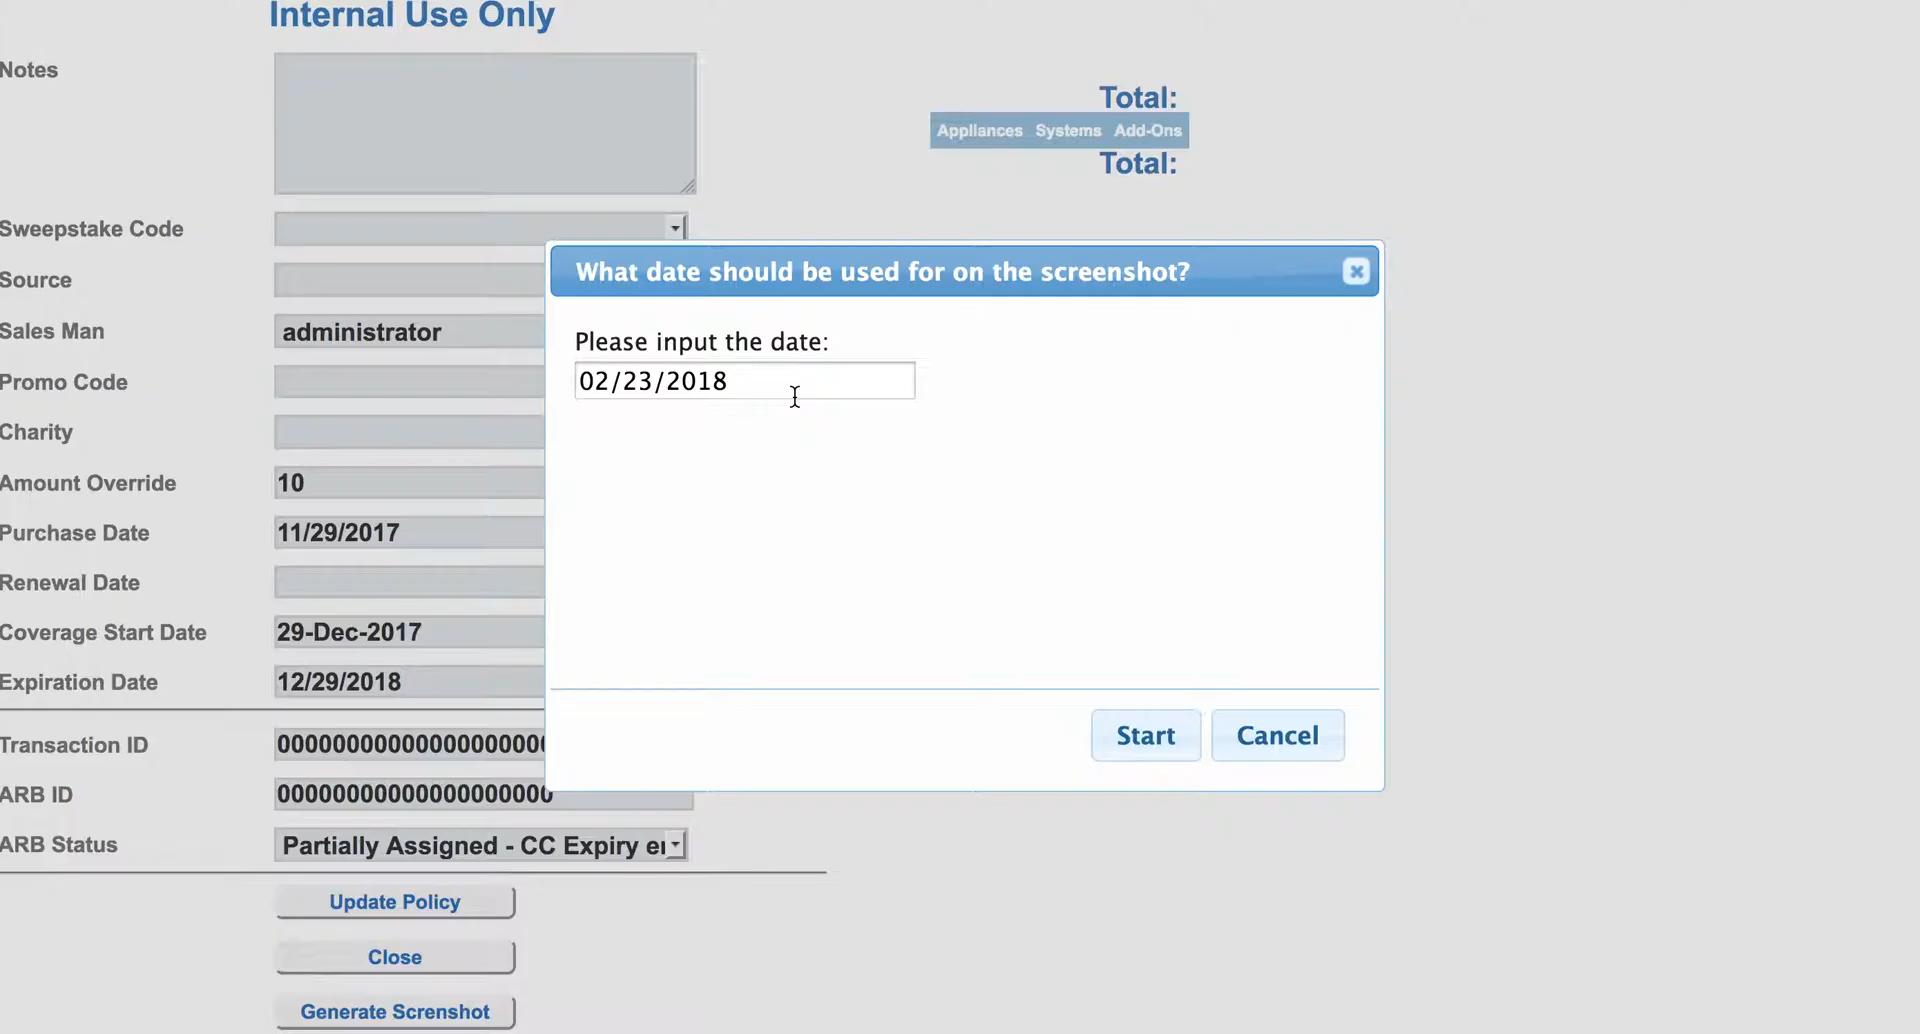 Internal Use Only
Notes
Total:
Appliances Systems Add-Ons
Total:
Sweepstake Code
Source
Sales Man administrator
Promo Code
Charity
Amount Override 10
Purchase Date 11/29/2017
Renewal Date
Coverage Start Date 29-Dec-2017
Expiration Date 12/29/2018
Transaction ID 00000000000000000000
ARB ID 00000000000000000000
ARB Status Partially Assigned - CC Expiry
Update Policy
Close
Generate Screnshot
What date should be used for on the screenshot?
Please input the date:
02/23/2018
Start Cancel